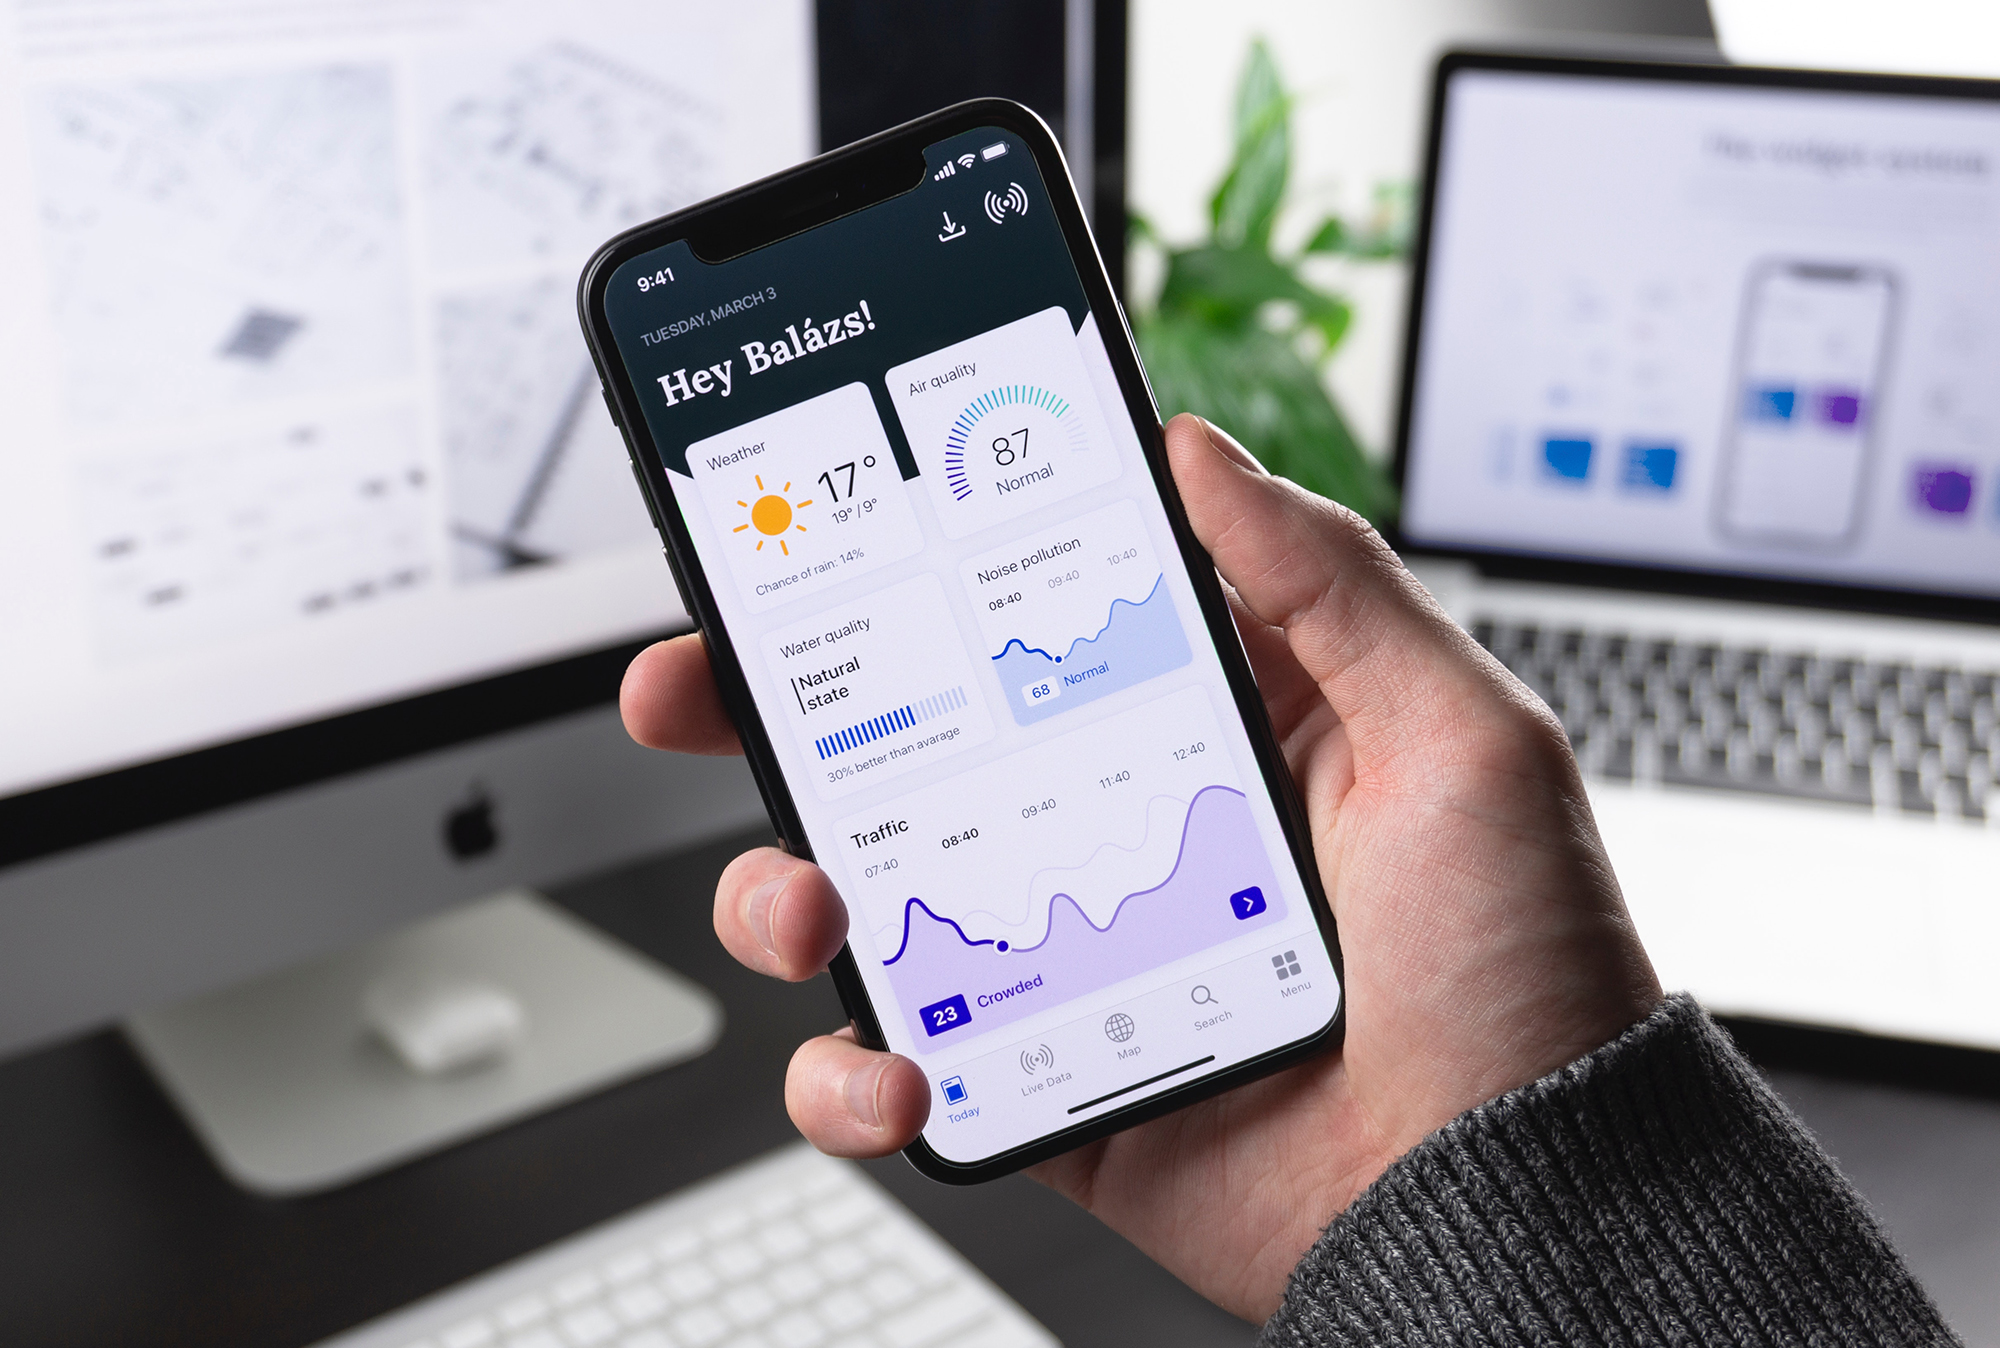 9:41
TUESDAY, MARCH 3
Hey Balázs!
Weather
17°
19° / 9°
Chance of rain: 14%
Air quality
87
Normal
Water quality
Natural
state
30% better than avarage
Noise pollution
08:40 09:40 10:40
68 Normal
Traffic
07:40 08:40 09:40 11:40 12:40
23 Crowded
Today
Live Data
Map
Search
Menu